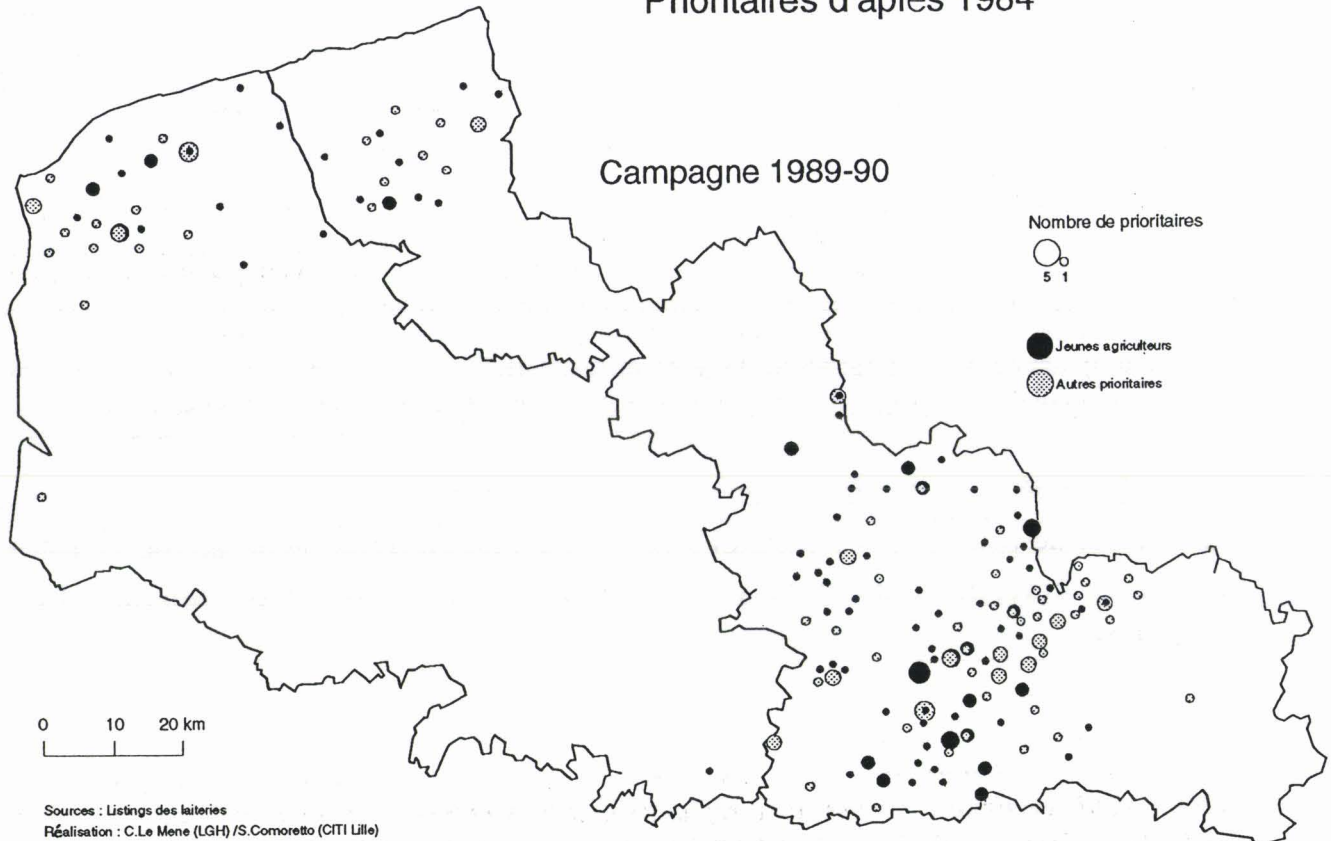 Prioritaires d'après 1984
Campagne 1989-90
Nombre de prioritaires
5 1
Jeunes agriculteurs
Autres prioritaires
0 10 20 km
Sources : Listings des laiteries
Réalisation : C.Le Mene (LGH) /S.Comoretto (CITI Lille)